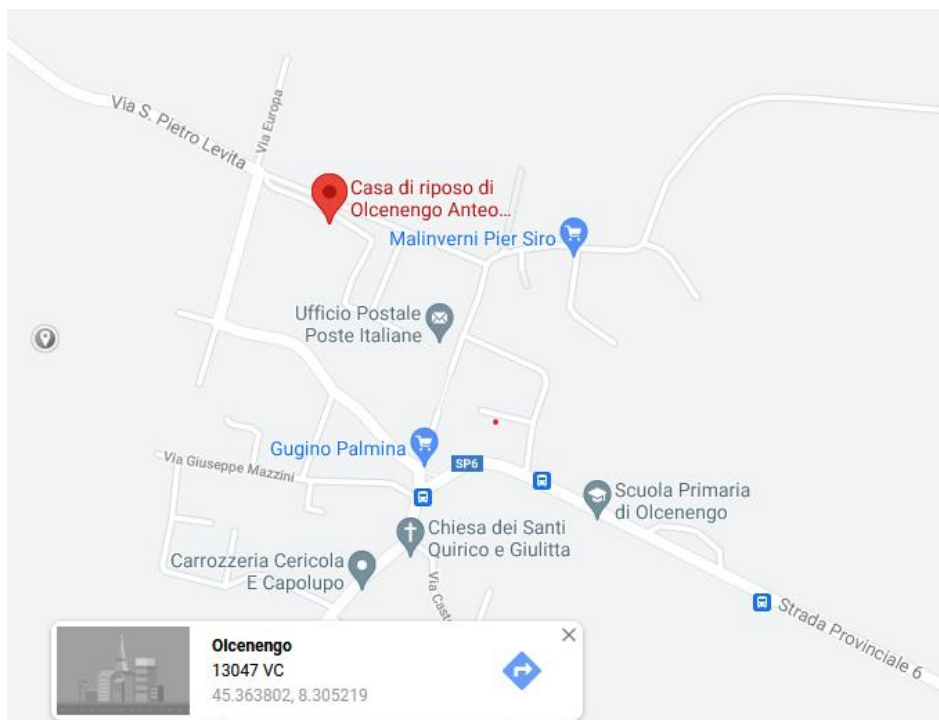 Via S. Pietro Levita
Via Europa
Casa di riposo di
Olcenengo Anteo...
Malinverni Pier Siro
Ufficio Postale
Poste Italiane
Gugino Palmina
SP6
Via Giuseppe Mazzini
Scuola Primaria
di Olcenengo
Chiesa dei Santi
Quirico e Giulitta
Carrozzeria Cericola
E Capolupo
Via Caste
Strada Provinciale 6
Olcenengo
13047 VC
45.363802, 8.305219